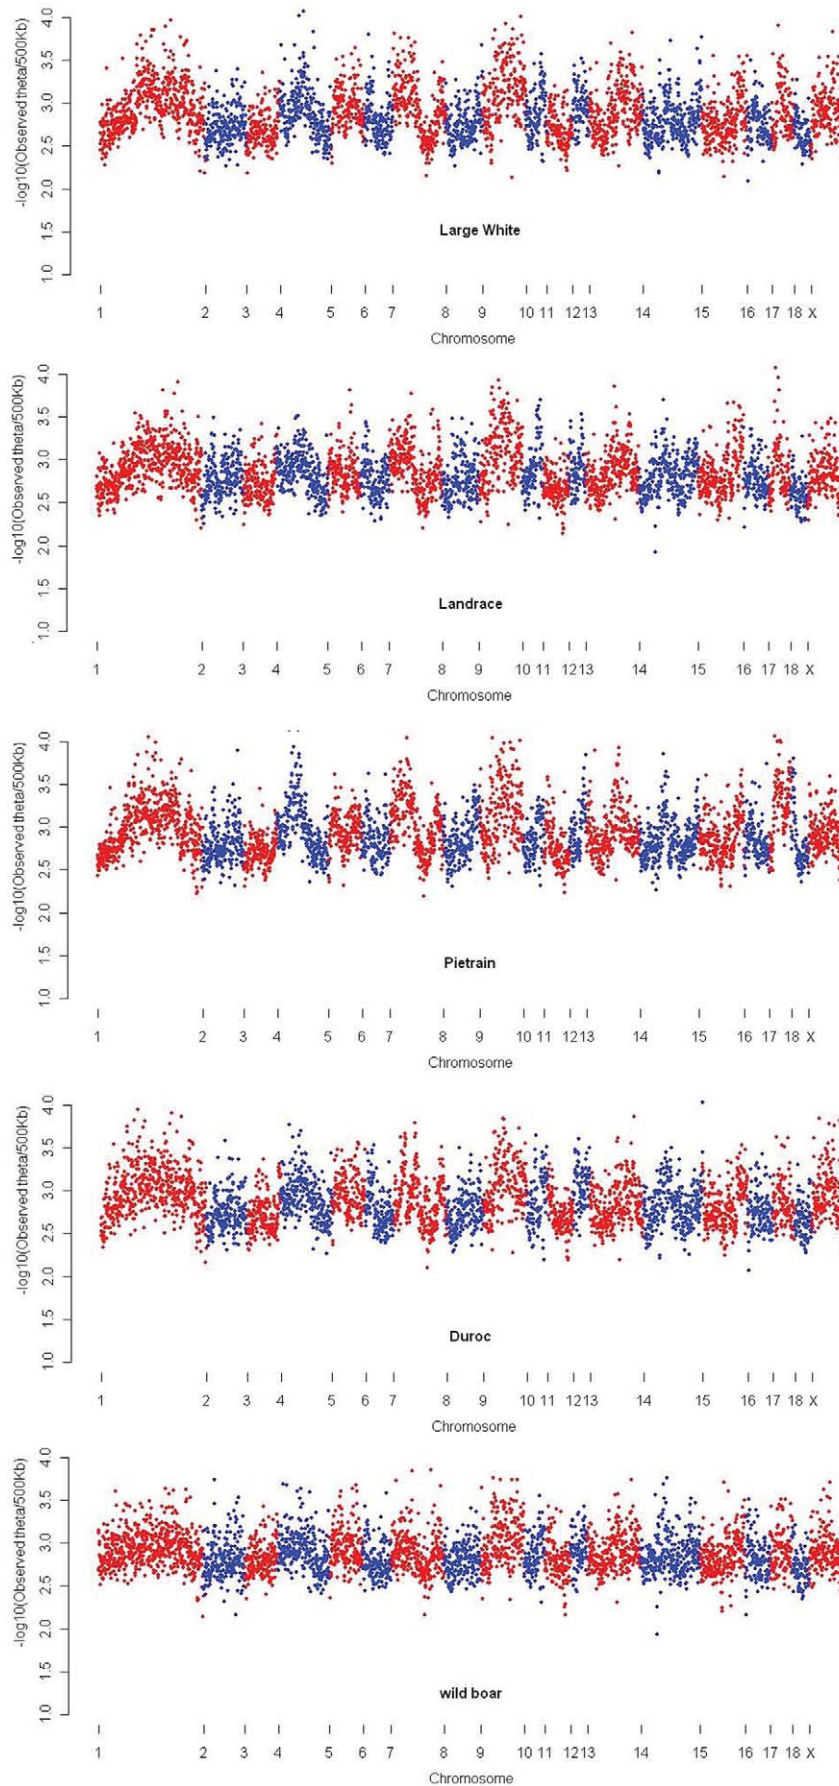 -log10(Observed theta/500Kb)
4.0
3.5
3.0
2.5
2.0
1.5
1.0
Large White
1 2 3 4 5 6 7 8 9 10 11 12 13 14 15 16 17 18 X
Chromosome
-log10(Observed theta/500Kb)
4.0
3.5
3.0
2.5
2.0
1.5
1.0
Landrace
1 2 3 4 5 6 7 8 9 10 11 12 13 14 15 16 17 18 X
Chromosome
-log10(Observed theta/500Kb)
4.0
3.5
3.0
2.5
2.0
1.5
1.0
Pietrain
1 2 3 4 5 6 7 8 9 10 11 12 13 14 15 16 17 18 X
Chromosome
-log10(Observed theta/500Kb)
4.0
3.5
3.0
2.5
2.0
1.5
1.0
Duroc
1 2 3 4 5 6 7 8 9 10 11 12 13 14 15 16 17 18 X
Chromosome
-log10(Observed theta/500Kb)
4.0
3.5
3.0
2.5
2.0
1.5
1.0
wild boar
1 2 3 4 5 6 7 8 9 10 11 12 13 14 15 16 17 18 X
Chromosome